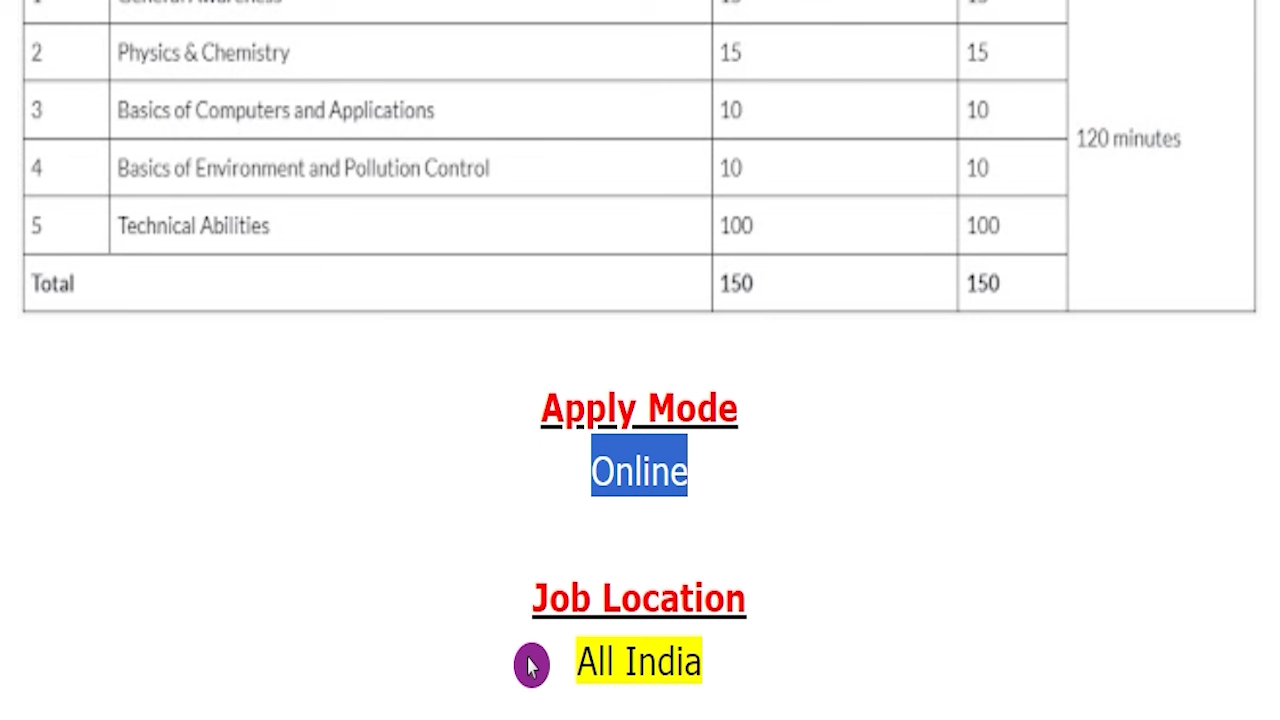 2 Physics & Chemistry 15 15
3 Basics of Computers and Applications 10 10
120 minutes
4 Basics of Environment and Pollution Control 10 10
5 Technical Abilities 100 100
Total 150 150
Apply Mode
Online
Job Location
All India